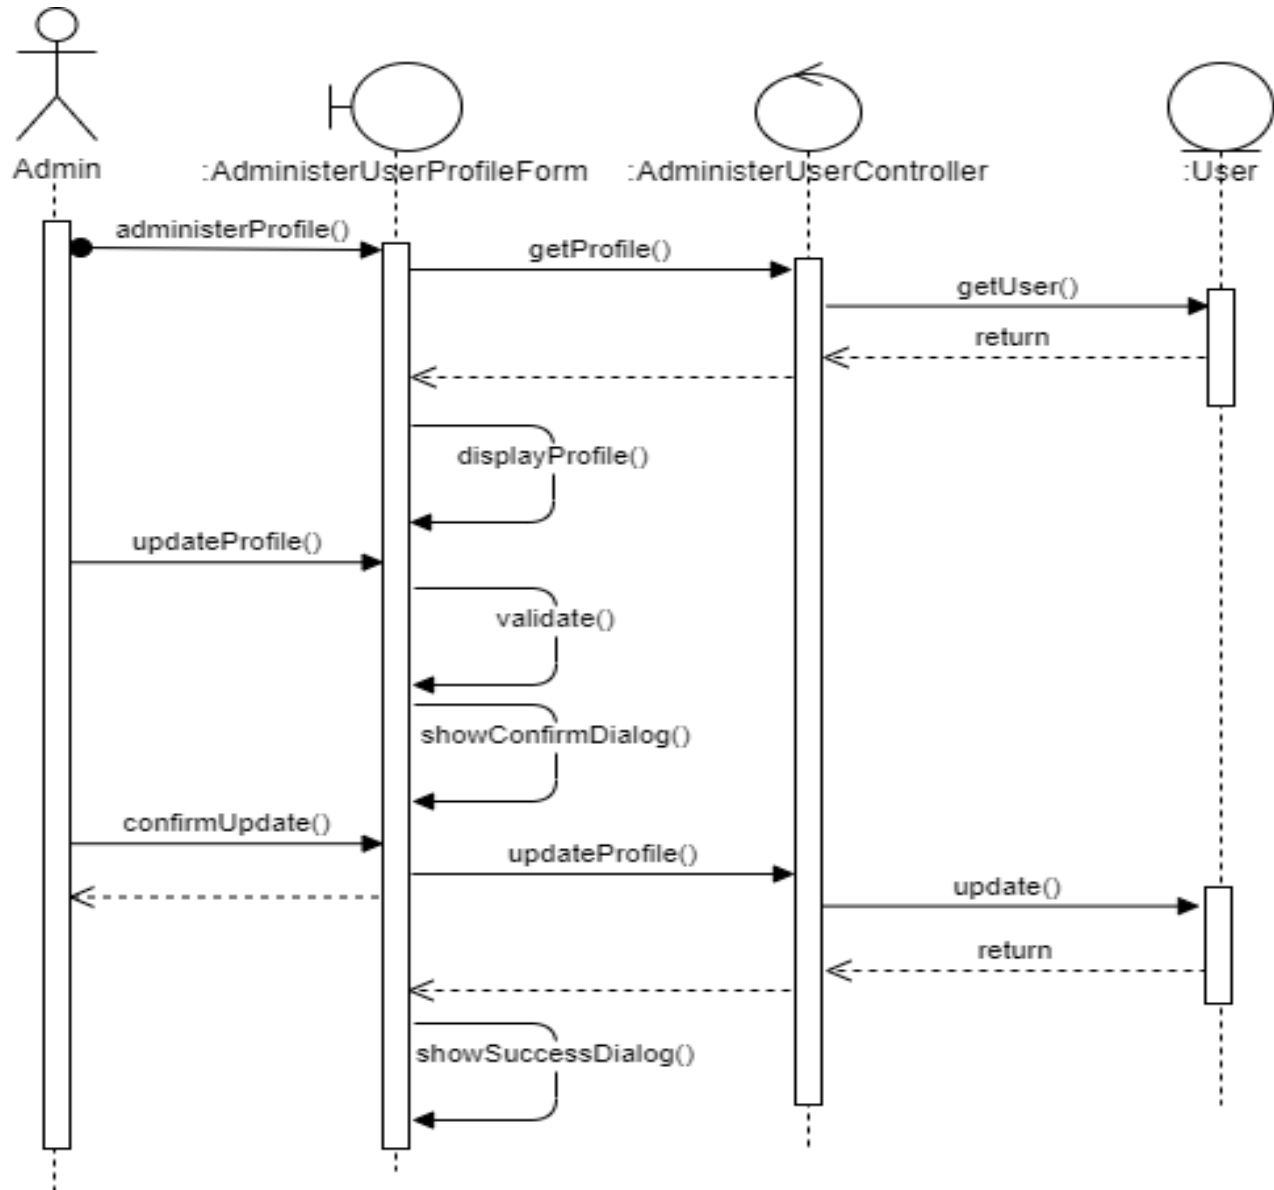 Admin
:AdministerUserProfileForm
:AdministerUserController
:User
administerProfile()
getProfile()
getUser()
return
displayProfile()
updateProfile()
validate()
showConfirmDialog()
confirmUpdate()
updateProfile()
update()
return
showSuccessDialog()